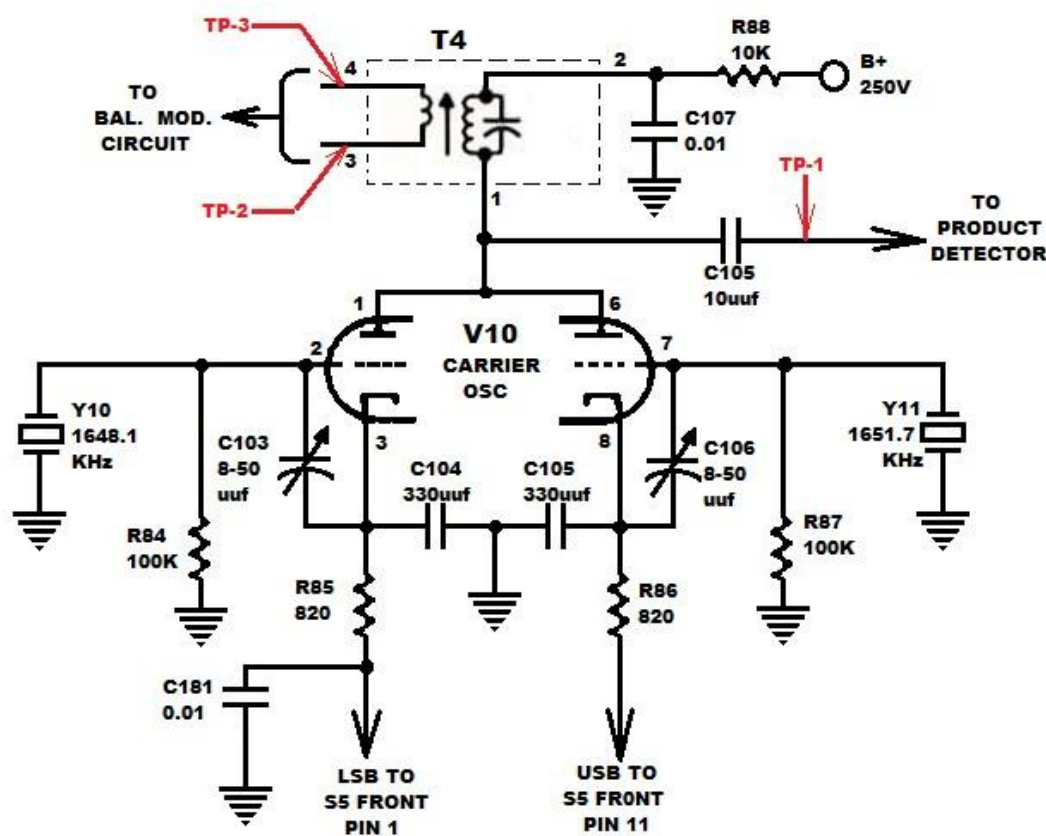 TP-3
T4
R88
10K
B+
250V
4
2
TO
BAL. MOD.
CIRCUIT
C107
0.01
3
TP-2
1
TP-1
TO
PRODUCT
DETECTOR
C105
10uuf
1
6
V10
CARRIER
OSC
2
7
3
8
Y10
1648.1
KHz
C103
8-50
uuf
C104
330uuf
C105
330uuf
C106
8-50
uuf
Y11
1651.7
KHz
R84
100K
R85
820
R86
820
R87
100K
C181
0.01
LSB TO
S5 FRONT
PIN 1
USB TO
S5 FR0NT
PIN 11